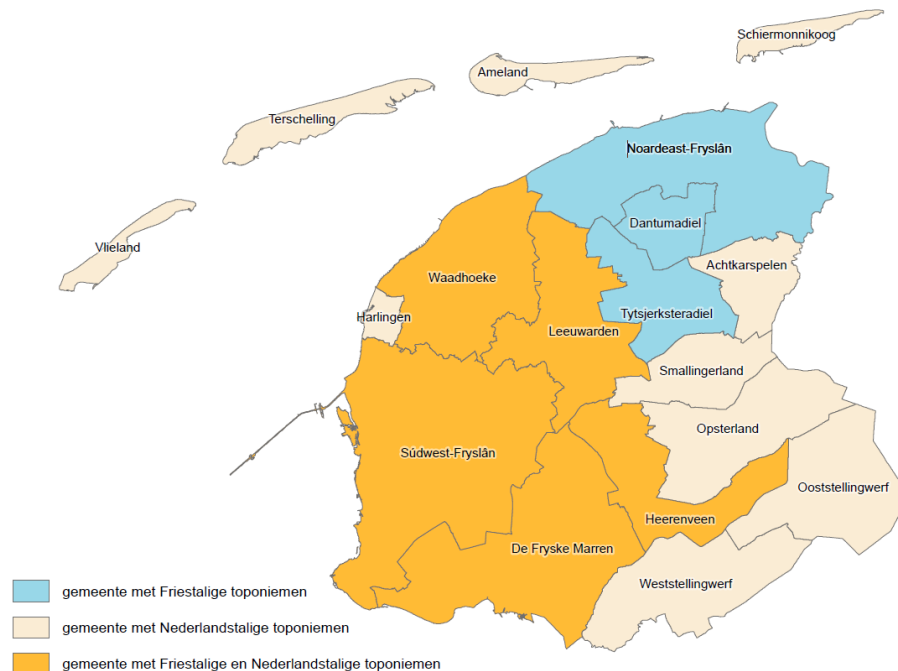 Schiermonnikoog
Ameland
Terschelling
Noardeast-Fryslân
Dantumadiel
Vlieland
Achtkarspelen
Waadhoeke
Harlingen
Tytsjerksteradiel
Leeuwarden
Smallingerland
Opsterland
Súdwest-Fryslân
Ooststellingwerf
Heerenveen
De Fryske Marren
Weststellingwerf
gemeente met Friestalige toponiemen
gemeente met Nederlandstalige toponiemen
gemeente met Friestalige en Nederlandstalige toponiemen